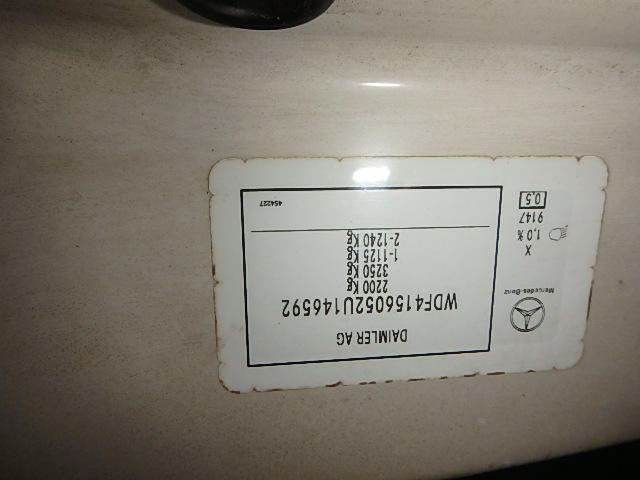 DAIMLER AG
WDF4156052U146592
2200 Kg
3250 Kg
1-1125 Kg
2-1240 Kg
454227
Mercedes-Benz
X
1,0%
9147
0,5